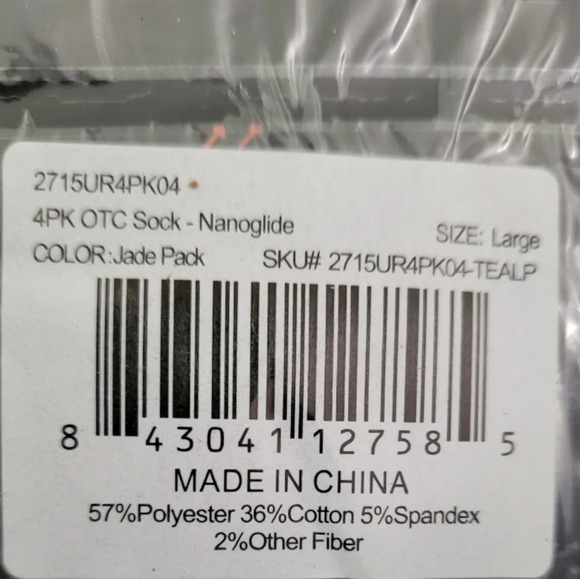 2715UR4PK04
4PK OTC Sock - Nanoglide
SIZE: Large
COLOR:Jade Pack
SKU# 2715UR4PK04-TEALP
8 43041 12758 5
MADE IN CHINA
57%Polyester 36%Cotton 5%Spandex
2%Other Fiber